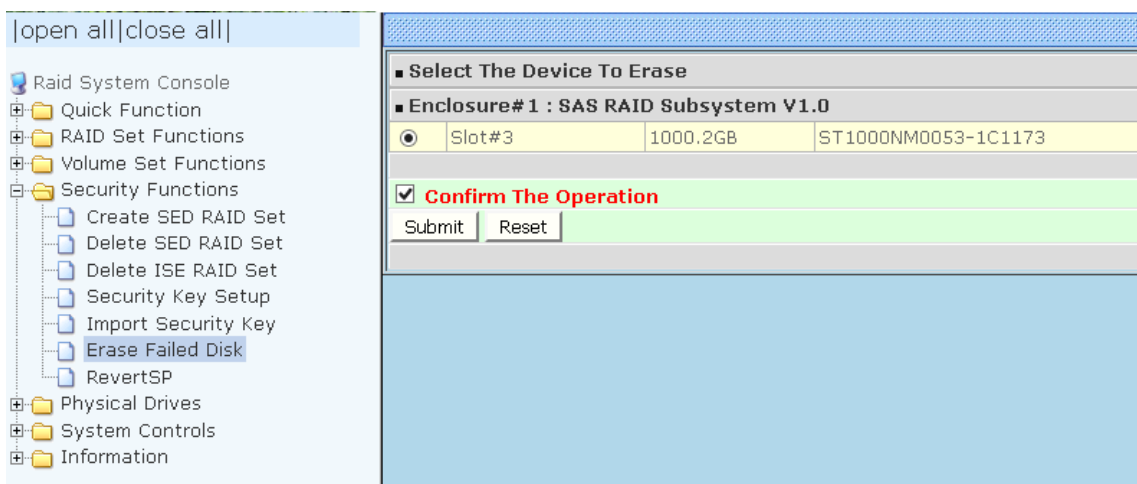 |open all|close all|
Raid System Console
Quick Function
RAID Set Functions
Volume Set Functions
Security Functions
Create SED RAID Set
Delete SED RAID Set
Delete ISE RAID Set
Security Key Setup
Import Security Key
Erase Failed Disk
RevertSP
Physical Drives
System Controls
Information
Select The Device To Erase
Enclosure#1 : SAS RAID Subsystem V1.0
Slot#3 1000.2GB ST1000NM0053-1C1173
Confirm The Operation
Submit Reset